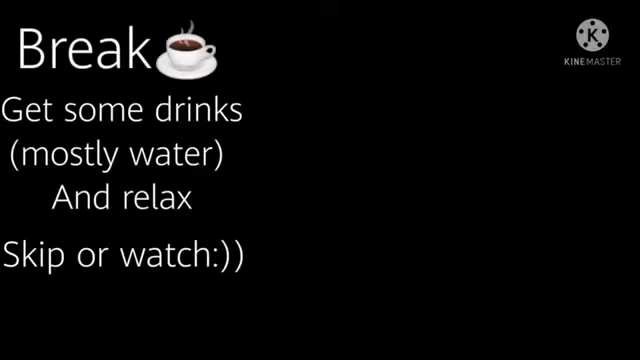 Break☕
Get some drinks
(mostly water)
And relax
Skip or watch:))
K
KINEMASTER